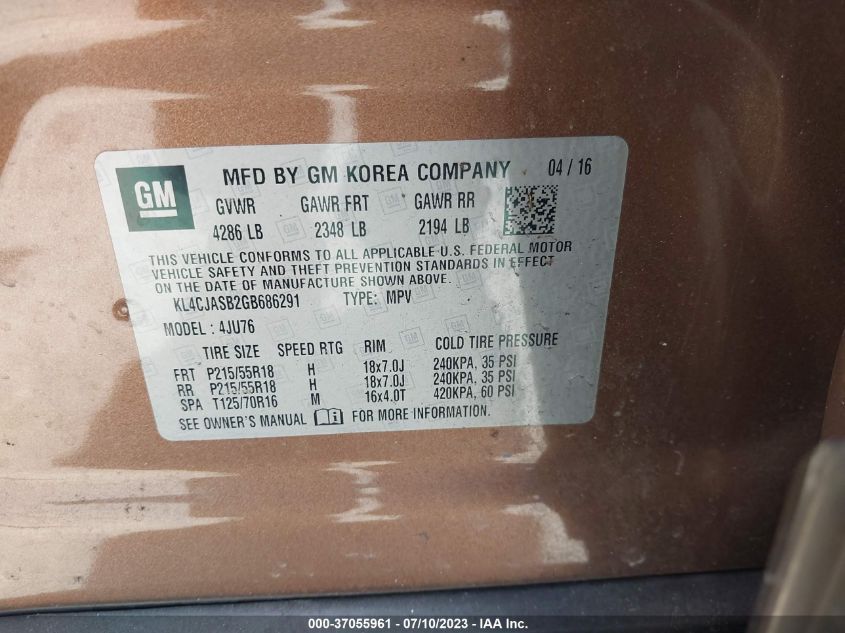 GM MFD BY GM KOREA COMPANY 04 / 16
GVWR GAWR FRT GAWR RR
4286 LB 2348 LB 2194 LB
THIS VEHICLE CONFORMS TO ALL APPLICABLE U.S. FEDERAL MOTOR
VEHICLE SAFETY AND THEFT PREVENTION STANDARDS IN EFFECT
ON THE DATE OF MANUFACTURE SHOWN ABOVE.
KL4CJASB2GB686291 TYPE: MPV
MODEL : 4JU76
TIRE SIZE SPEED RTG RIM COLD TIRE PRESSURE
FRT P215/55R18 H 18x7.0J 240KPA, 35 PSI
RR P215/55R18 H 18x7.0J 240KPA, 35 PSI
SPA T125/70R16 M 16x4.0T 420KPA, 60 PSI
SEE OWNER'S MANUAL FOR MORE INFORMATION.
000-37055961 - 07/10/2023 - IAA Inc.